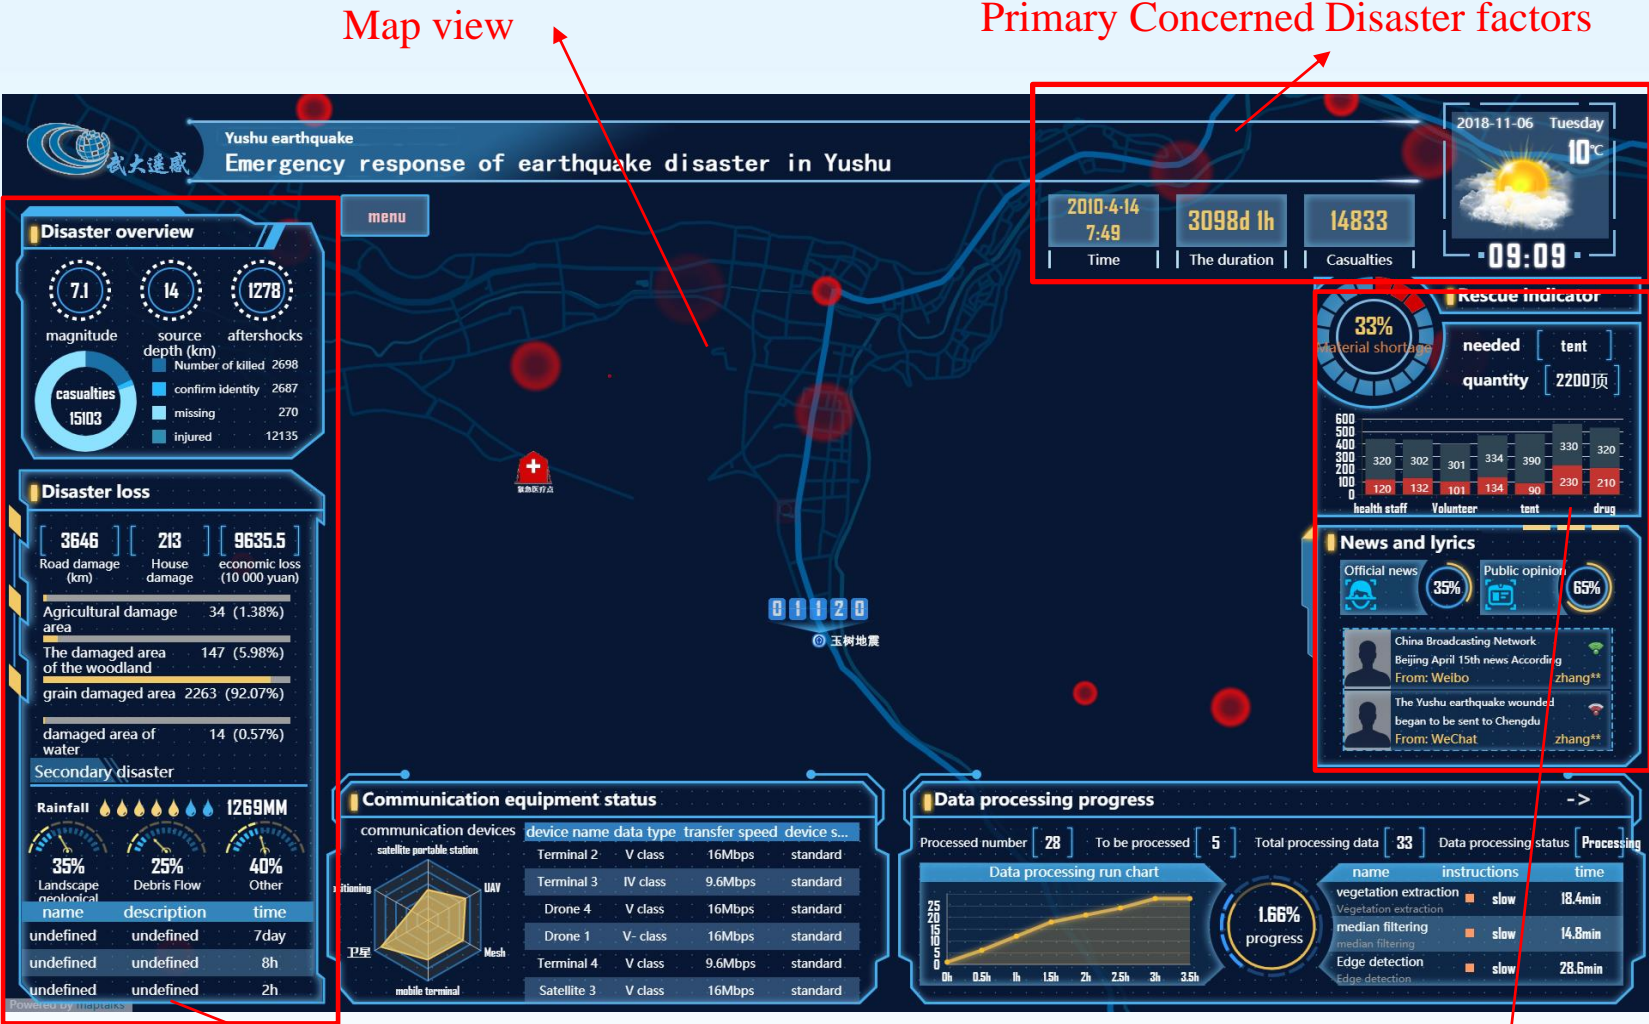 Map view
Primary Concerned Disaster factors
武大遥感
Yushu earthquake
Emergency response of earthquake disaster in Yushu
2018-11-06 Tuesday
10℃
09:09
menu
2010·4·14
7:49
Time
3098d 1h
The duration
14833
Casualties
Disaster overview
7.1
magnitude
14
source
depth (km)
1278
aftershocks
casualties
15103
Number of killed 2698
confirm identity 2687
missing 270
injured 12135
Disaster loss
3646
Road damage
(km)
213
House
damage
9635.5
economic loss
(10 000 yuan)
Agricultural damage
area
34 (1.38%)
The damaged area
of the woodland
147 (5.98%)
grain damaged area 2263 (92.07%)
damaged area of
water
14 (0.57%)
Secondary disaster
Rainfall 1269MM
35%
Landscape
geological
25%
Debris Flow
40%
Other
name description time
undefined undefined 7day
undefined undefined 8h
undefined undefined 2h
Powered by maptalks
紧急医疗点
01120
玉树地震
Rescue indicator
33%
Material shortage
needed tent
quantity 2200顶
600
500
400
300
200
100
0
320 302 301 334 390 330 320
120 132 101 134 90 230 210
health staff Volunteer tent drug
News and lyrics
Official news 35%
Public opinion 65%
China Broadcasting Network
Beijing April 15th news According
From: Weibo zhang**
The Yushu earthquake wounded
began to be sent to Chengdu
From: WeChat zhang**
Communication equipment status
communication devices
satellite portable station
UAV
Mesh
mobile terminal
卫星
itioning
device name data type transfer speed device s...
Terminal 2 V class 16Mbps standard
Terminal 3 IV class 9.6Mbps standard
Drone 4 V class 16Mbps standard
Drone 1 V- class 16Mbps standard
Terminal 4 V class 9.6Mbps standard
Satellite 3 V class 16Mbps standard
Data processing progress
->
Processed number 28 To be processed 5 Total processing data 33 Data processing status Processing
Data processing run chart
25
20
15
10
5
0
0h 0.5h 1h 1.5h 2h 2.5h 3h 3.5h
1.66%
progress
name instructions time
vegetation extraction slow 18.4min
Vegetation extraction
median filtering slow 14.8min
median filtering
Edge detection slow 28.6min
Edge detection